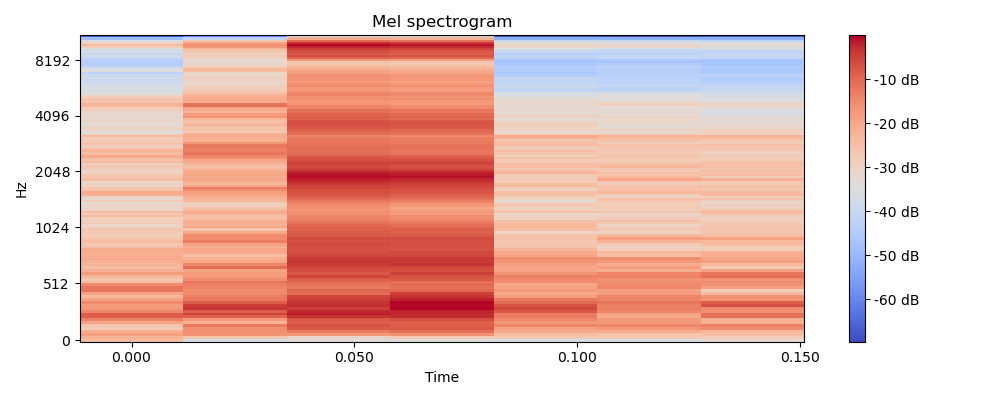 Mel spectrogram
8192
4096
2048
1024
512
0
Hz
0.000
0.050
0.100
0.150
Time
-10 dB
-20 dB
-30 dB
-40 dB
-50 dB
-60 dB